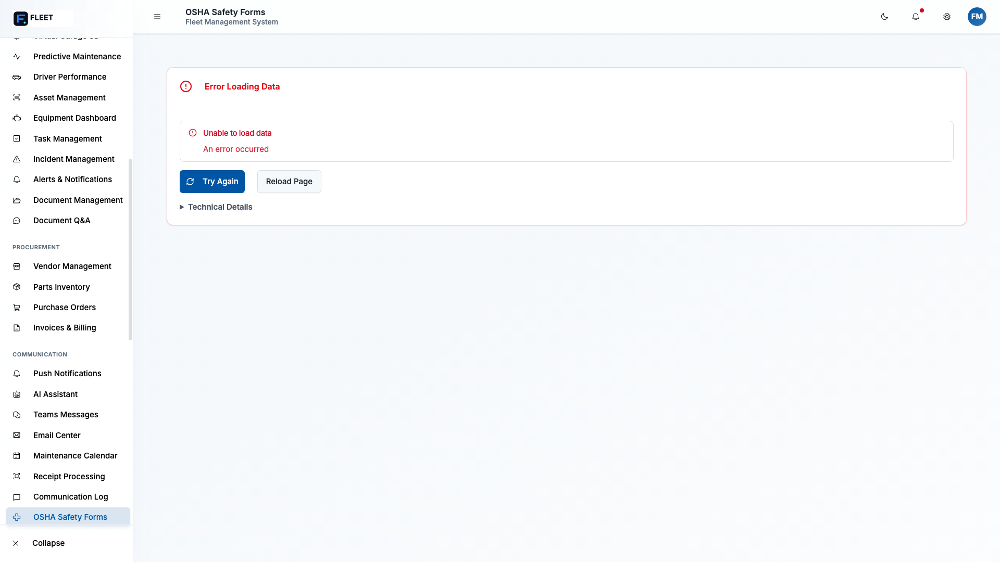 FLEET
OSHA Safety Forms
Fleet Management System
FM
Predictive Maintenance
Driver Performance
Asset Management
Equipment Dashboard
Task Management
Incident Management
Alerts & Notifications
Document Management
Document Q&A
PROCUREMENT
Vendor Management
Parts Inventory
Purchase Orders
Invoices & Billing
COMMUNICATION
Push Notifications
AI Assistant
Teams Messages
Email Center
Maintenance Calendar
Receipt Processing
Communication Log
OSHA Safety Forms
Collapse
Error Loading Data
Unable to load data
An error occurred
Try Again
Reload Page
Technical Details